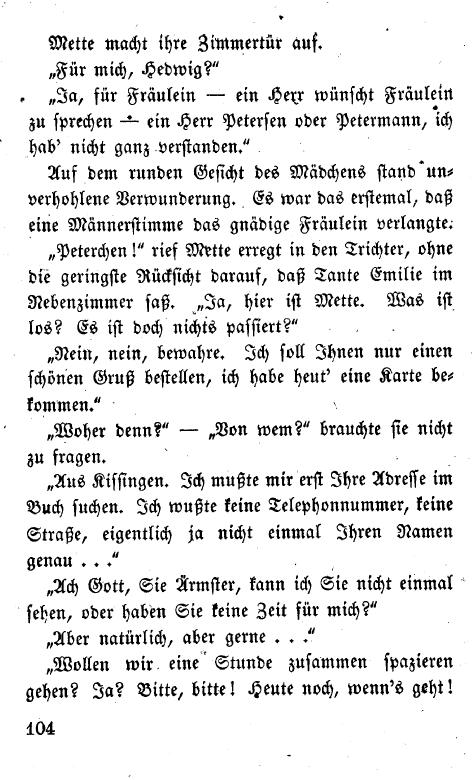 Mette macht ihre Zimmertür auf.
„Für mich, Hedwig?“
„Ja, für Fräulein — ein Herr wünscht Fräulein
zu sprechen — ein Herr Petersen oder Petermann, ich
hab’ nicht ganz verstanden.“
Auf dem runden Gesicht des Mädchens stand un-
verhohlene Verwunderung. Es war das erstemal, daß
eine Männerstimme das gnädige Fräulein verlangte.
„Peterchen!“ rief Mette erregt in den Trichter, ohne
die geringste Rücksicht darauf, daß Tante Emilie im
Nebenzimmer saß. „Ja, hier ist Mette. Was ist
los? Es ist doch nichts passiert?“
„Nein, nein, bewahre. Ich soll Ihnen nur einen
schönen Gruß bestellen, ich habe heut’ eine Karte be-
kommen.“
„Woher denn?“ — „Von wem?“ brauchte sie nicht
zu fragen.
„Aus Kissingen. Ich mußte mir erst Ihre Adresse im
Buch suchen. Ich wußte keine Telephonnummer, keine
Straße, eigentlich ja nicht einmal Ihren Namen
genau . . .“
„Ach Gott, Sie Ärmster, kann ich Sie nicht einmal
sehen, oder haben Sie keine Zeit für mich?“
„Aber natürlich, aber gerne . . .“
„Wollen wir eine Stunde zusammen spazieren
gehen? Ja? Bitte, bitte! Heute noch, wenn’s geht!
104